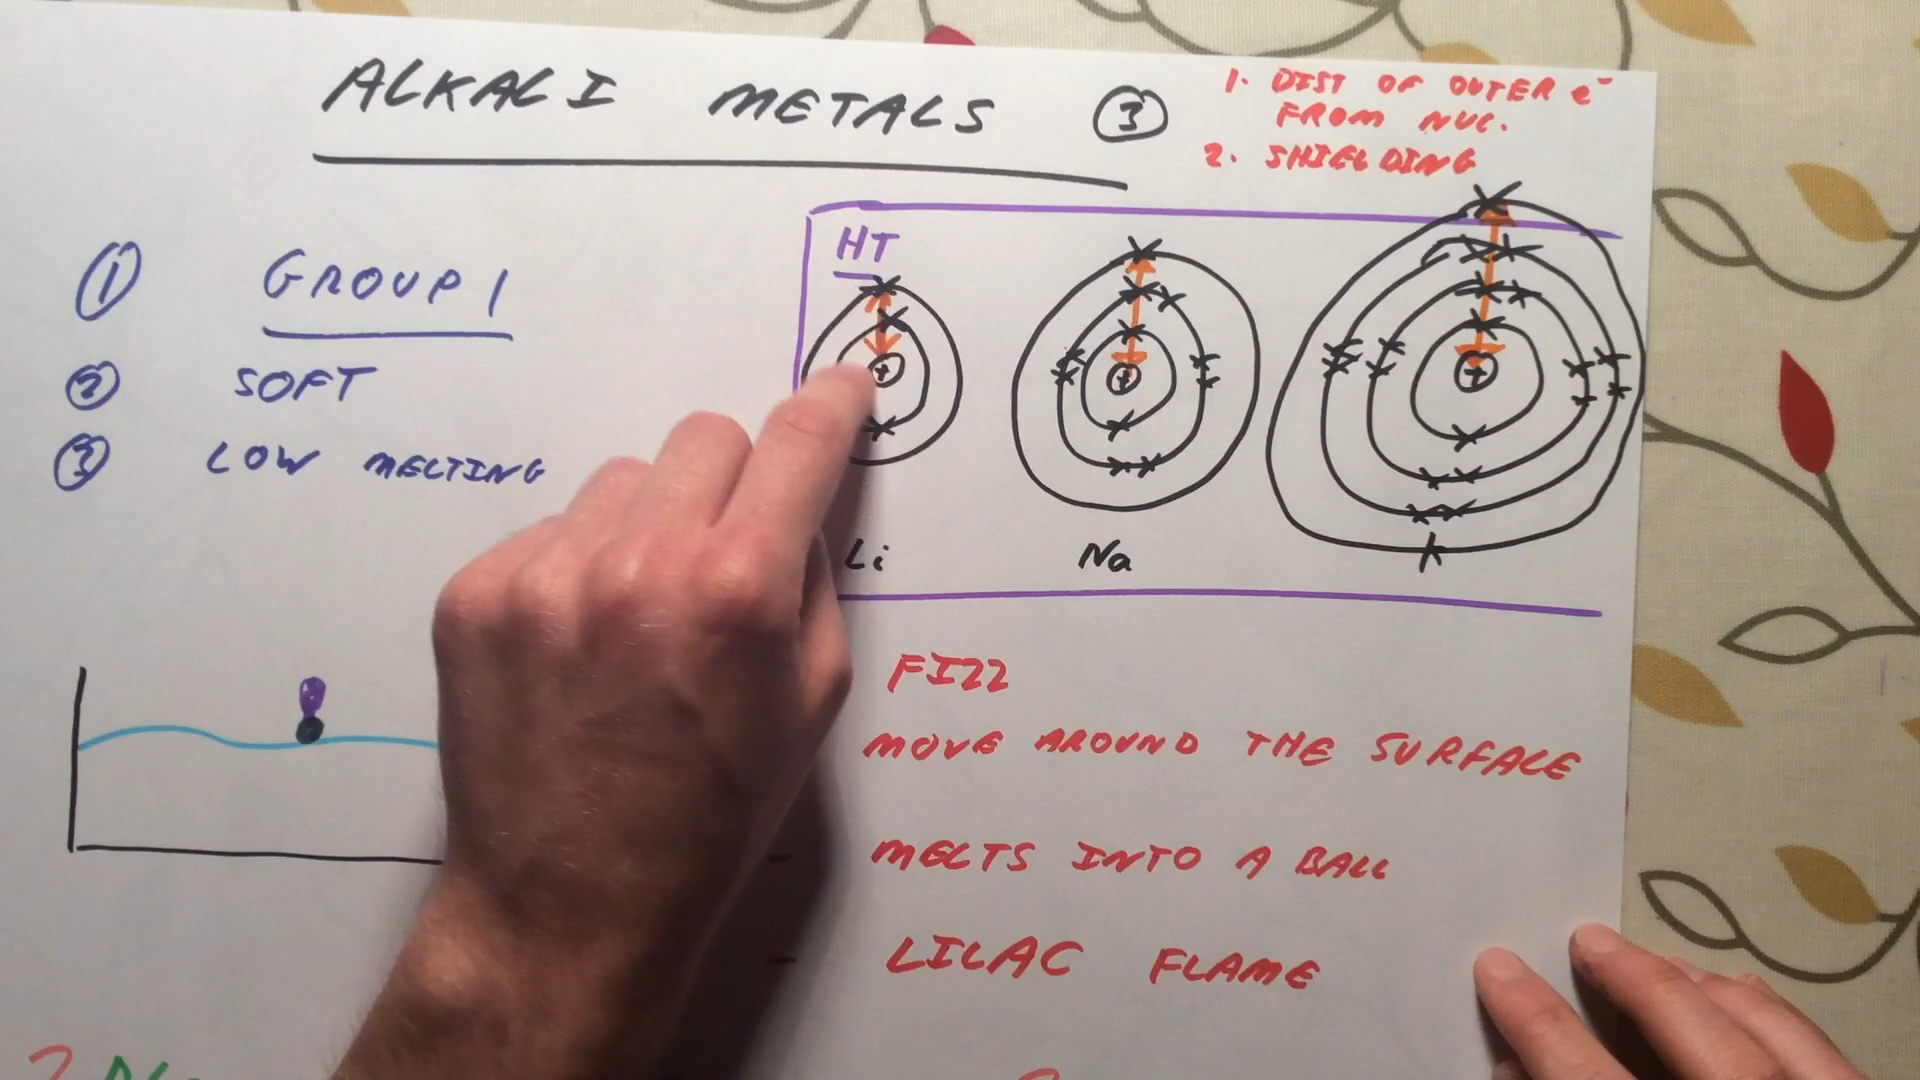 ALKALI METALS ③
1. DIST OF OUTER e⁻
FROM NUC.
2. SHIELDING
① GROUP 1
② SOFT
③ LOW MELTING
HT
+ + +
Li Na K
FIZZ
MOVE AROUND THE SURFACE
- MELTS INTO A BALL
- LILAC FLAME